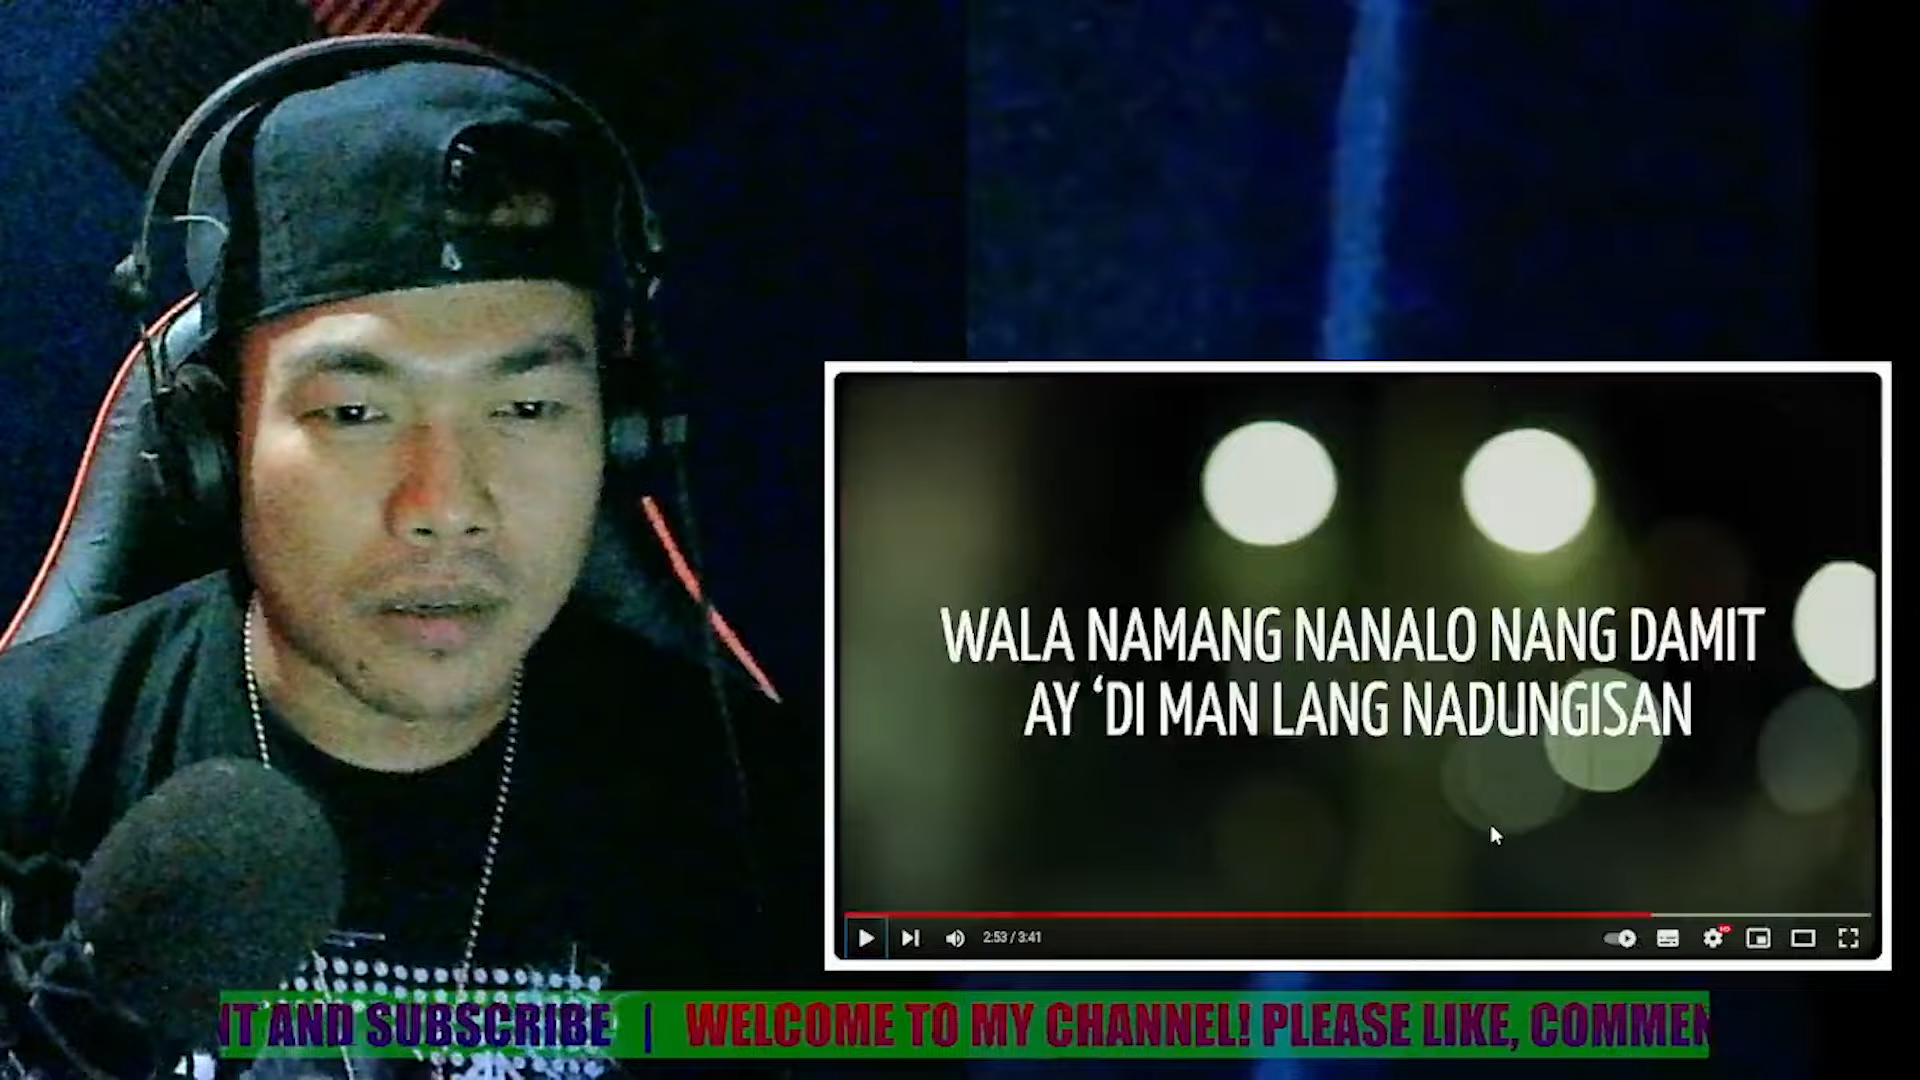 WALA NAMANG NANALO NANG DAMIT
AY ‘DI MAN LANG NADUNGISAN
2:53 / 3:41
HD
NT AND SUBSCRIBE | WELCOME TO MY CHANNEL! PLEASE LIKE, COMMEN